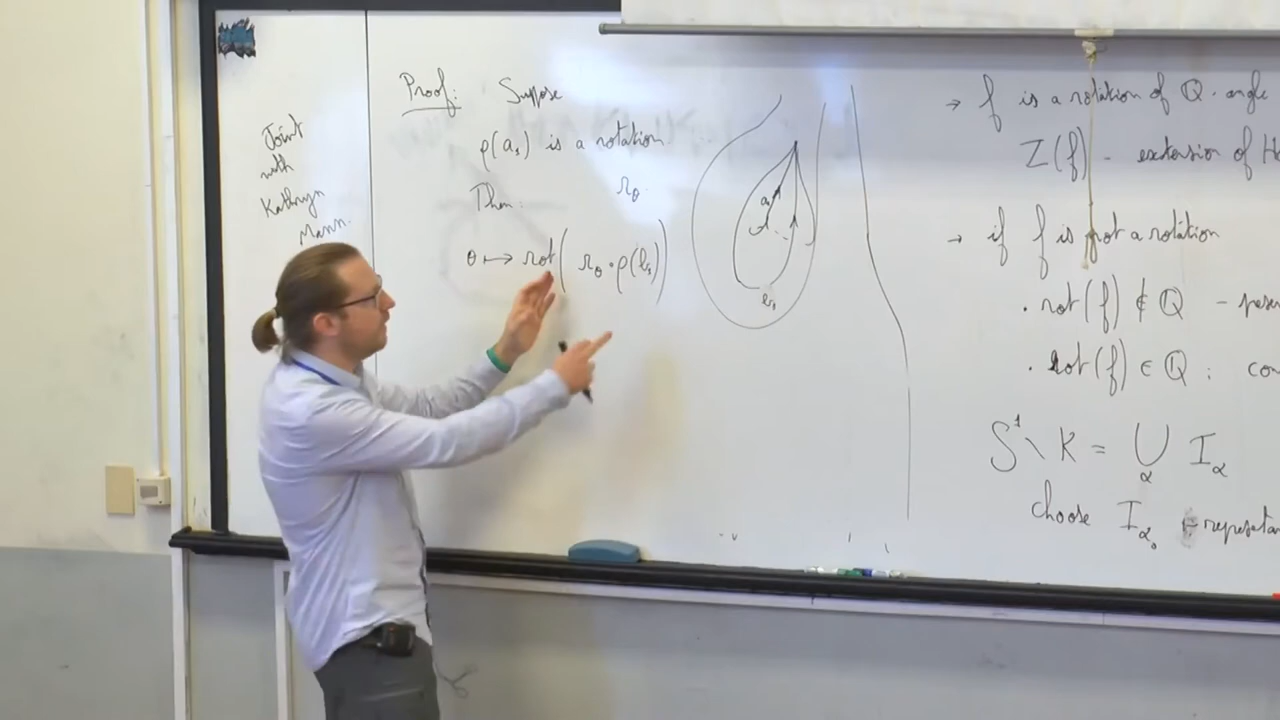 Joint
with
Kathryn
Mann.
Proof: Suppose
ρ(a₁) is a rotation
Then: r_θ.
θ ↦ rot( r_θ ∘ ρ(b₁) )
a₁
b₁
→ f is a rotation of Q. angle
Z(f) - extension of
→ if f is not a rotation
. rot(f) ∉ Q -
. rot(f) ∈ Q :
S¹ \ K = ⋃_α I_α
choose I_α₀